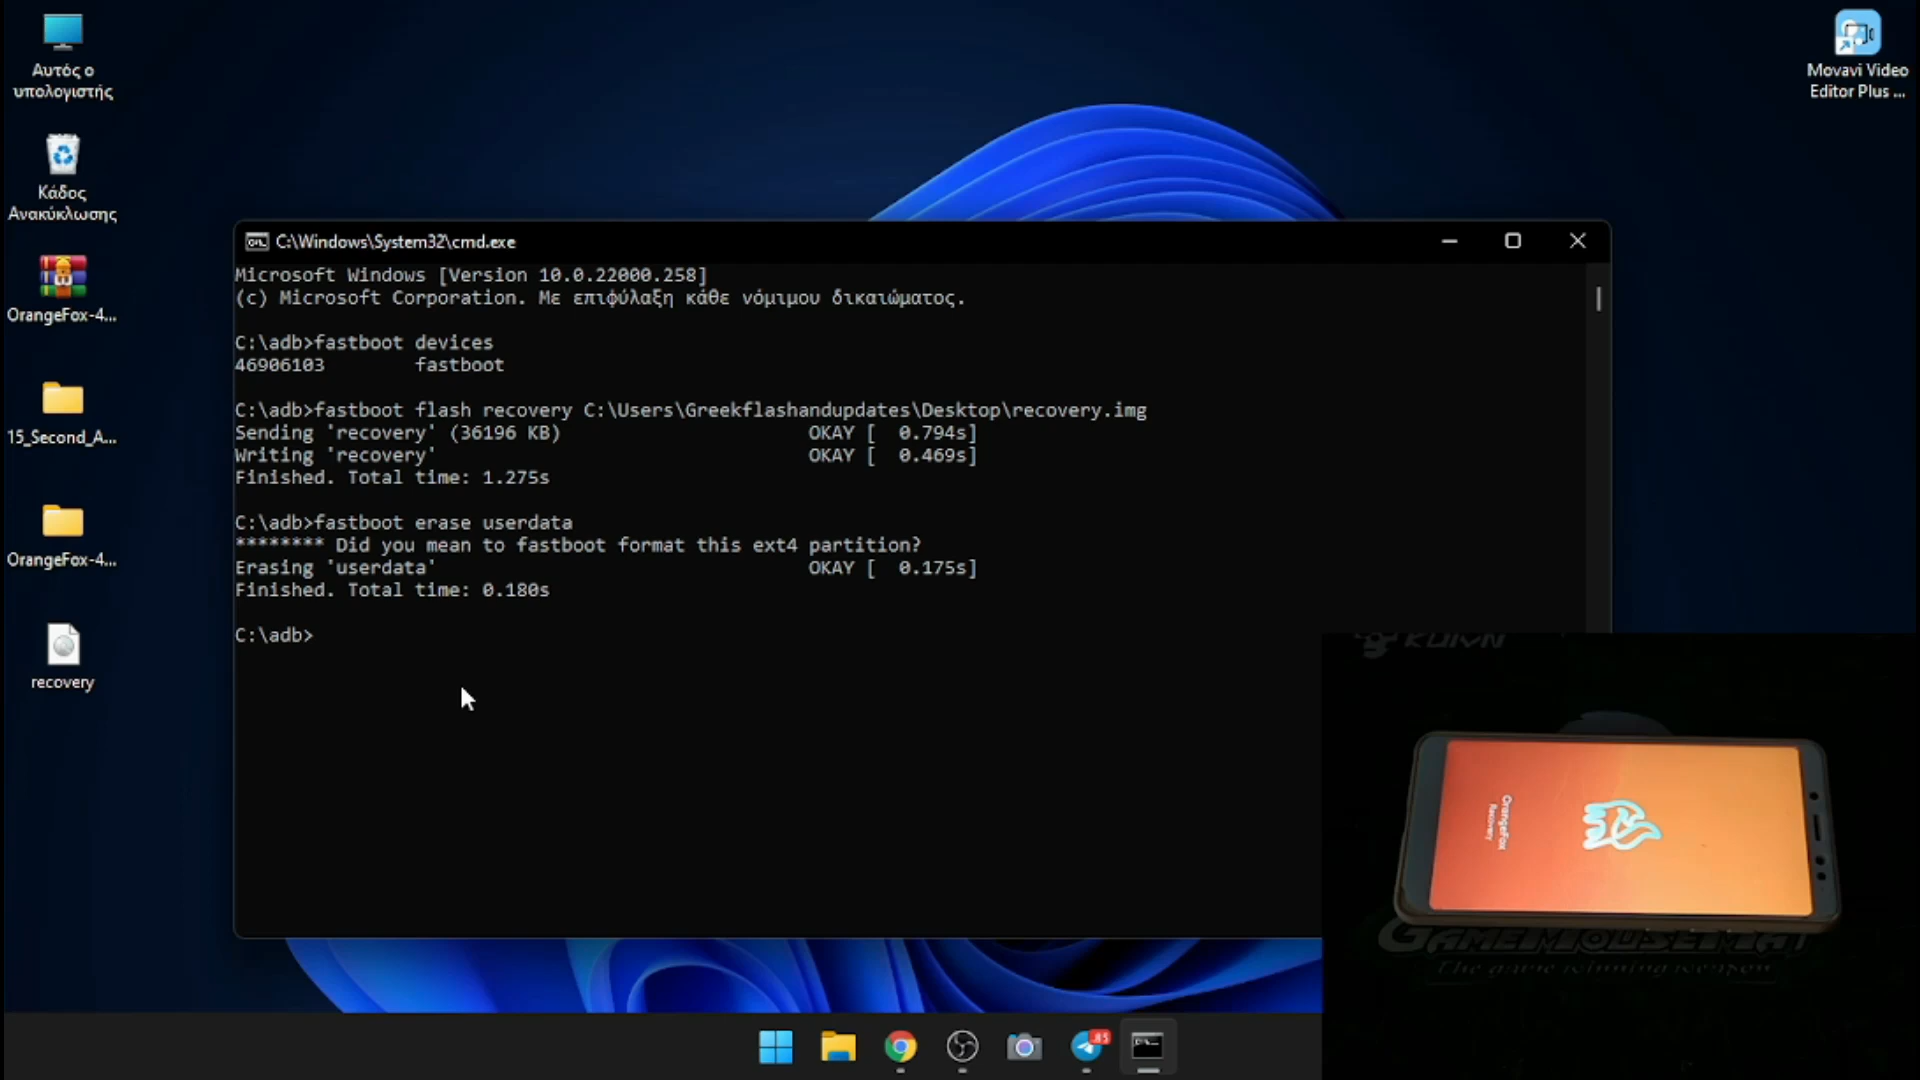 Αυτός ο
υπολογιστής
Κάδος
Ανακύκλωσης
OrangeFox-4...
15_Second_A...
OrangeFox-4...
recovery
Movavi Video
Editor Plus ...
C:\Windows\System32\cmd.exe
Microsoft Windows [Version 10.0.22000.258]
(c) Microsoft Corporation. Με επιφύλαξη κάθε νόμιμου δικαιώματος.
C:\adb>fastboot devices
46906103 fastboot
C:\adb>fastboot flash recovery C:\Users\Greekflashandupdates\Desktop\recovery.img
Sending 'recovery' (36196 KB) OKAY [ 0.794s]
Writing 'recovery' OKAY [ 0.469s]
Finished. Total time: 1.275s
C:\adb>fastboot erase userdata
******** Did you mean to fastboot format this ext4 partition?
Erasing 'userdata' OKAY [ 0.175s]
Finished. Total time: 0.180s
C:\adb>
OrangeFox
Recovery
GAMEMOUSEMAT
85